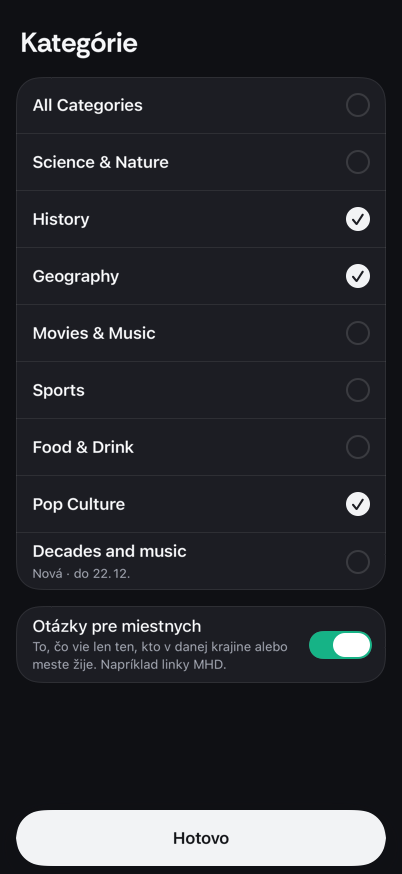 Kategórie
All Categories
Science & Nature
History
Geography
Movies & Music
Sports
Food & Drink
Pop Culture
Decades and music
Nová · do 22. 12.
Otázky pre miestnych
To, čo vie len ten, kto v danej krajine alebo
meste žije. Napríklad linky MHD.
Hotovo